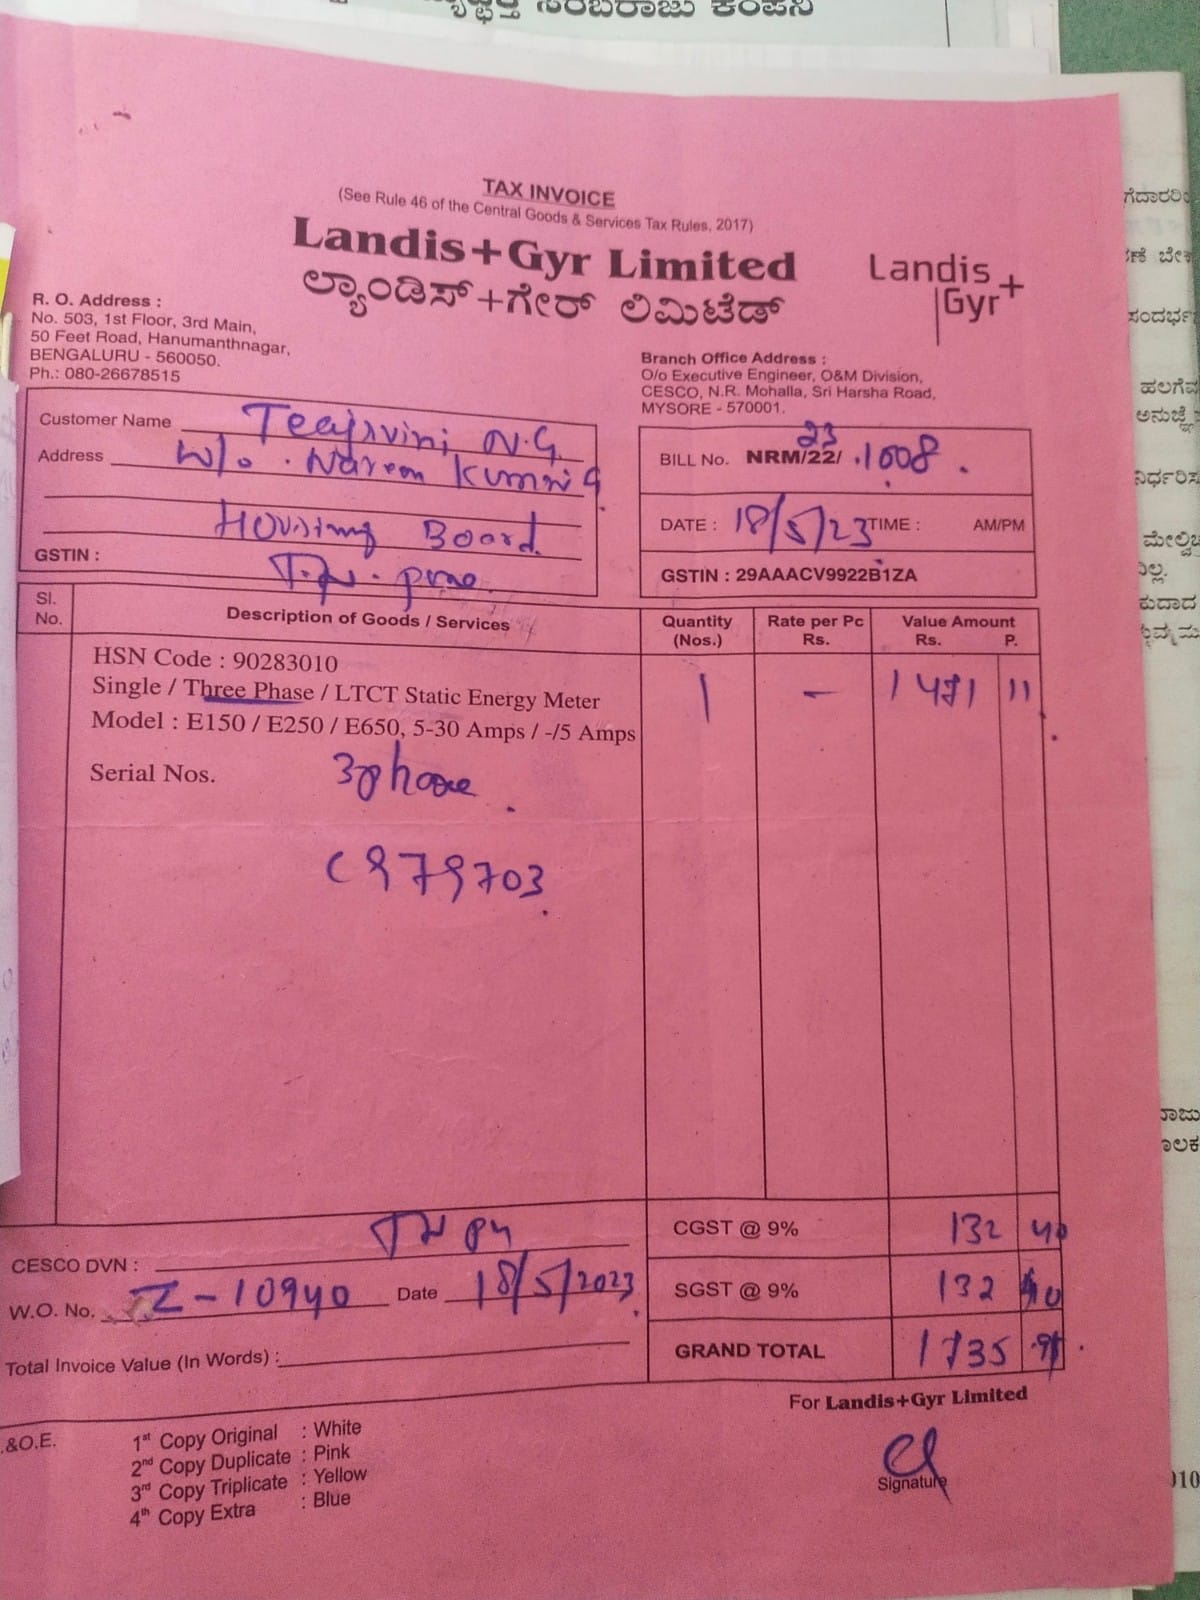 ಸರಬರಾಜು ಕಂಪನಿ
TAX INVOICE
(See Rule 46 of the Central Goods & Services Tax Rules, 2017)
Landis+Gyr Limited
ಲ್ಯಾಂಡಿಸ್+ಗೇರ್ ಲಿಮಿಟೆಡ್
Landis+
Gyr
R. O. Address :
No. 503, 1st Floor, 3rd Main,
50 Feet Road, Hanumanthnagar,
BENGALURU - 560050.
Ph.: 080-26678515
Branch Office Address :
O/o Executive Engineer, O&M Division,
CESCO, N.R. Mohalla, Sri Harsha Road,
MYSORE - 570001.
Customer Name N.G.
Address W/o.
Housing Board
GSTIN :
23
BILL No. NRM/22/ 1008
DATE : 18/5/23 TIME : AM/PM
GSTIN : 29AAACV9922B1ZA
Sl. No. Description of Goods / Services Quantity (Nos.) Rate per Pc Rs. Value Amount Rs. P.
HSN Code : 90283010
Single / Three Phase / LTCT Static Energy Meter 1 - 1471 11
Model : E150 / E250 / E650, 5-30 Amps / -/5 Amps
Serial Nos. 3phase
C979703
CGST @ 9% 132 40
CESCO DVN :
W.O. No. Z-10940 Date 18/5/2023
SGST @ 9% 132 40
Total Invoice Value (In Words) :
GRAND TOTAL 1735 .91
For Landis+Gyr Limited
.&O.E.
1st Copy Original : White
2nd Copy Duplicate : Pink
3rd Copy Triplicate : Yellow
4th Copy Extra : Blue
Signature